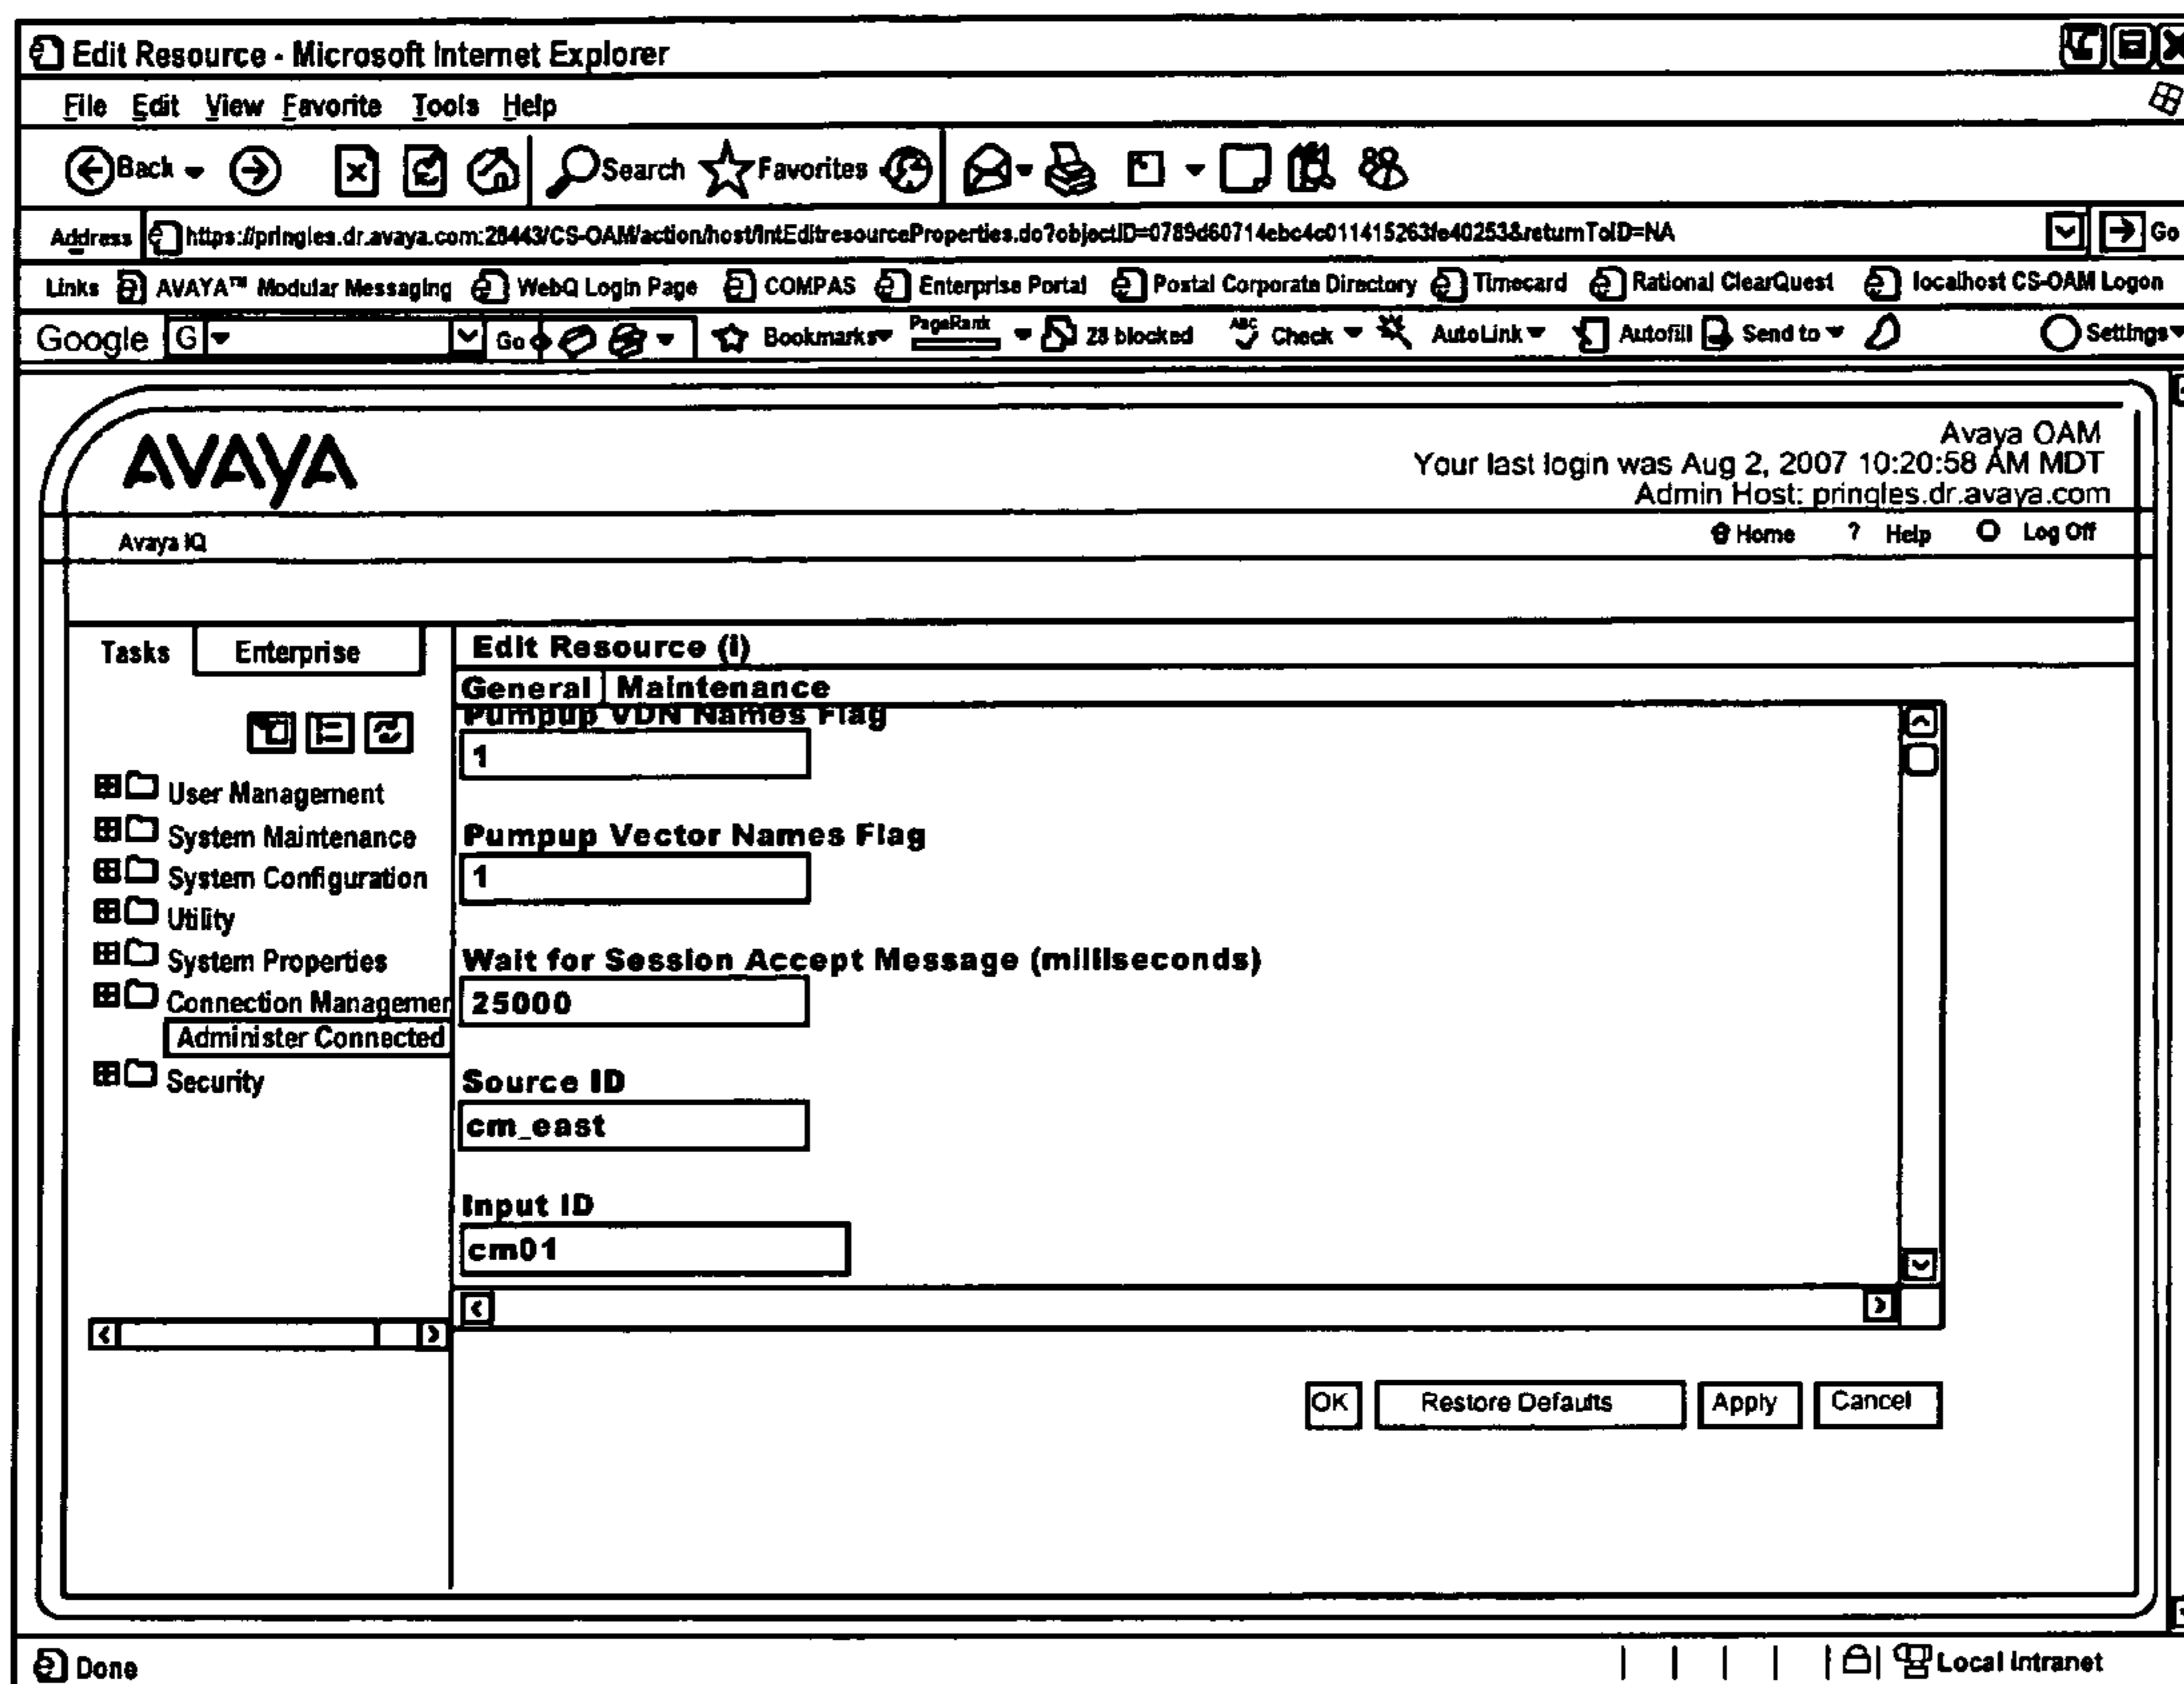 Edit Resource - Microsoft Internet Explorer
File Edit View Favorite Tools Help
Back Search Favorites
Address https://pringles.dr.avaya.com:28443/CS-OAM/action/host/IntEditresourceProperties.do?objectID=0789d60714ebc4c011415263fe40253&returnToID=NA Go
Links AVAYA™ Modular Messaging WebQ Login Page COMPAS Enterprise Portal Postal Corporate Directory Timecard Rational ClearQuest localhost CS-OAM Logon
Google G Go Bookmarks PageRank 28 blocked ABC Check AutoLink Autofill Send to Settings
AVAYA
Avaya OAM
Your last login was Aug 2, 2007 10:20:58 AM MDT
Admin Host: pringles.dr.avaya.com
Avaya IQ
Home ? Help Log Off
Tasks Enterprise
User Management
System Maintenance
System Configuration
Utility
System Properties
Connection Managemen
Administer Connected
Security
Edit Resource (i)
General Maintenance
Pumpup VDN Names Flag
1
Pumpup Vector Names Flag
1
Wait for Session Accept Message (milliseconds)
25000
Source ID
cm_east
Input ID
cm01
OK Restore Defaults Apply Cancel
Done
Local intranet